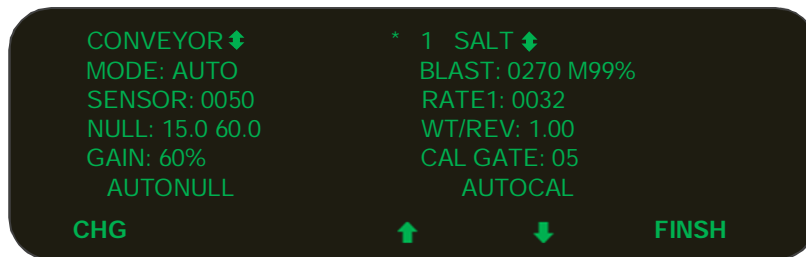 CONVEYOR * 1 SALT
MODE: AUTO BLAST: 0270 M99%
SENSOR: 0050 RATE1: 0032
NULL: 15.0 60.0 WT/REV: 1.00
GAIN: 60% CAL GATE: 05
AUTONULL AUTOCAL
CHG FINSH